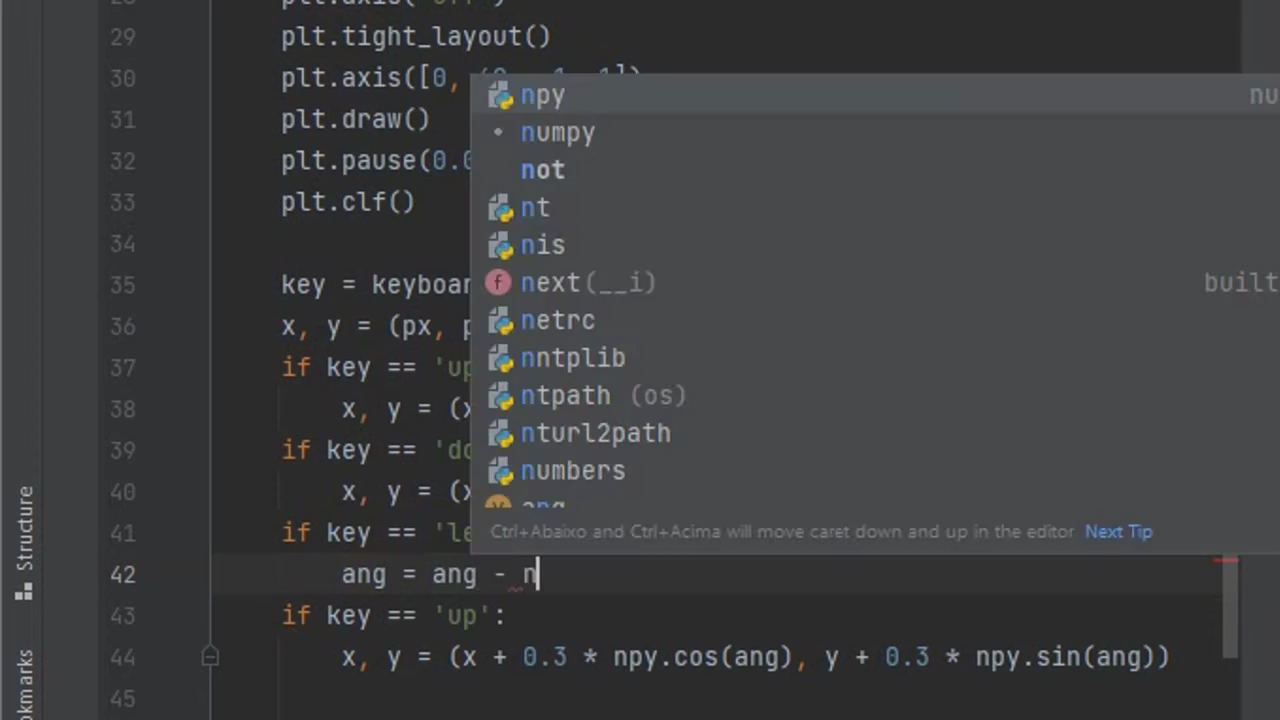 29 plt.tight_layout()
30 plt.axis([0,
31 plt.draw()
32 plt.pause(0.0
33 plt.clf()
34
35 key = keyboar
36 x, y = (px, p
37 if key == 'up
38 x, y = (x
39 if key == 'do
40 x, y = (x
41 if key == 'le
42 ang = ang - n
43 if key == 'up':
44 x, y = (x + 0.3 * npy.cos(ang), y + 0.3 * npy.sin(ang))
45
npy nu
numpy
not
nt
nis
next(__i) built
netrc
nntplib
ntpath (os)
nturl2path
numbers
ang
Ctrl+Abaixo and Ctrl+Acima will move caret down and up in the editor Next Tip
Structure
okmarks